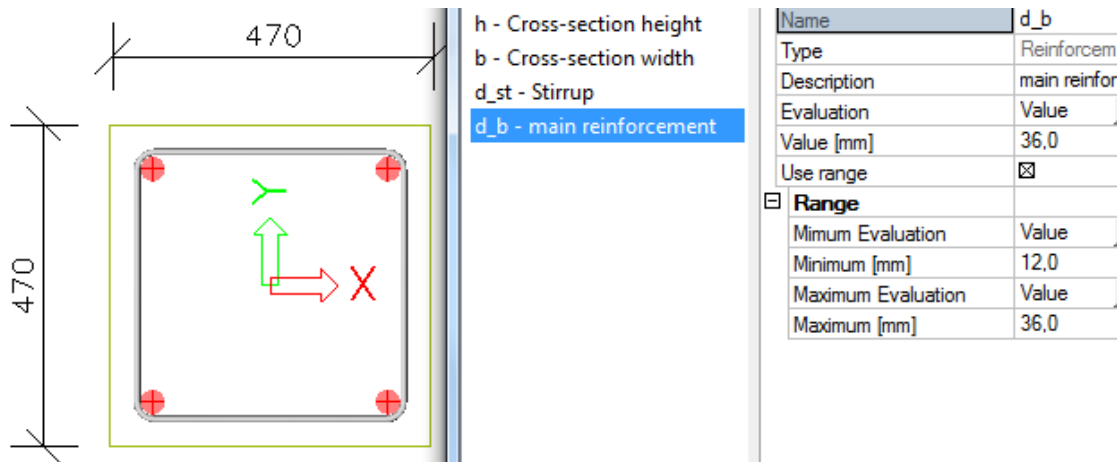 470
470
Y
X
h - Cross-section height
b - Cross-section width
d_st - Stirrup
d_b - main reinforcement
Name d_b
Type Reinforcem
Description main reinfor
Evaluation Value
Value [mm] 36,0
Use range
Range
Mimum Evaluation Value
Minimum [mm] 12,0
Maximum Evaluation Value
Maximum [mm] 36,0